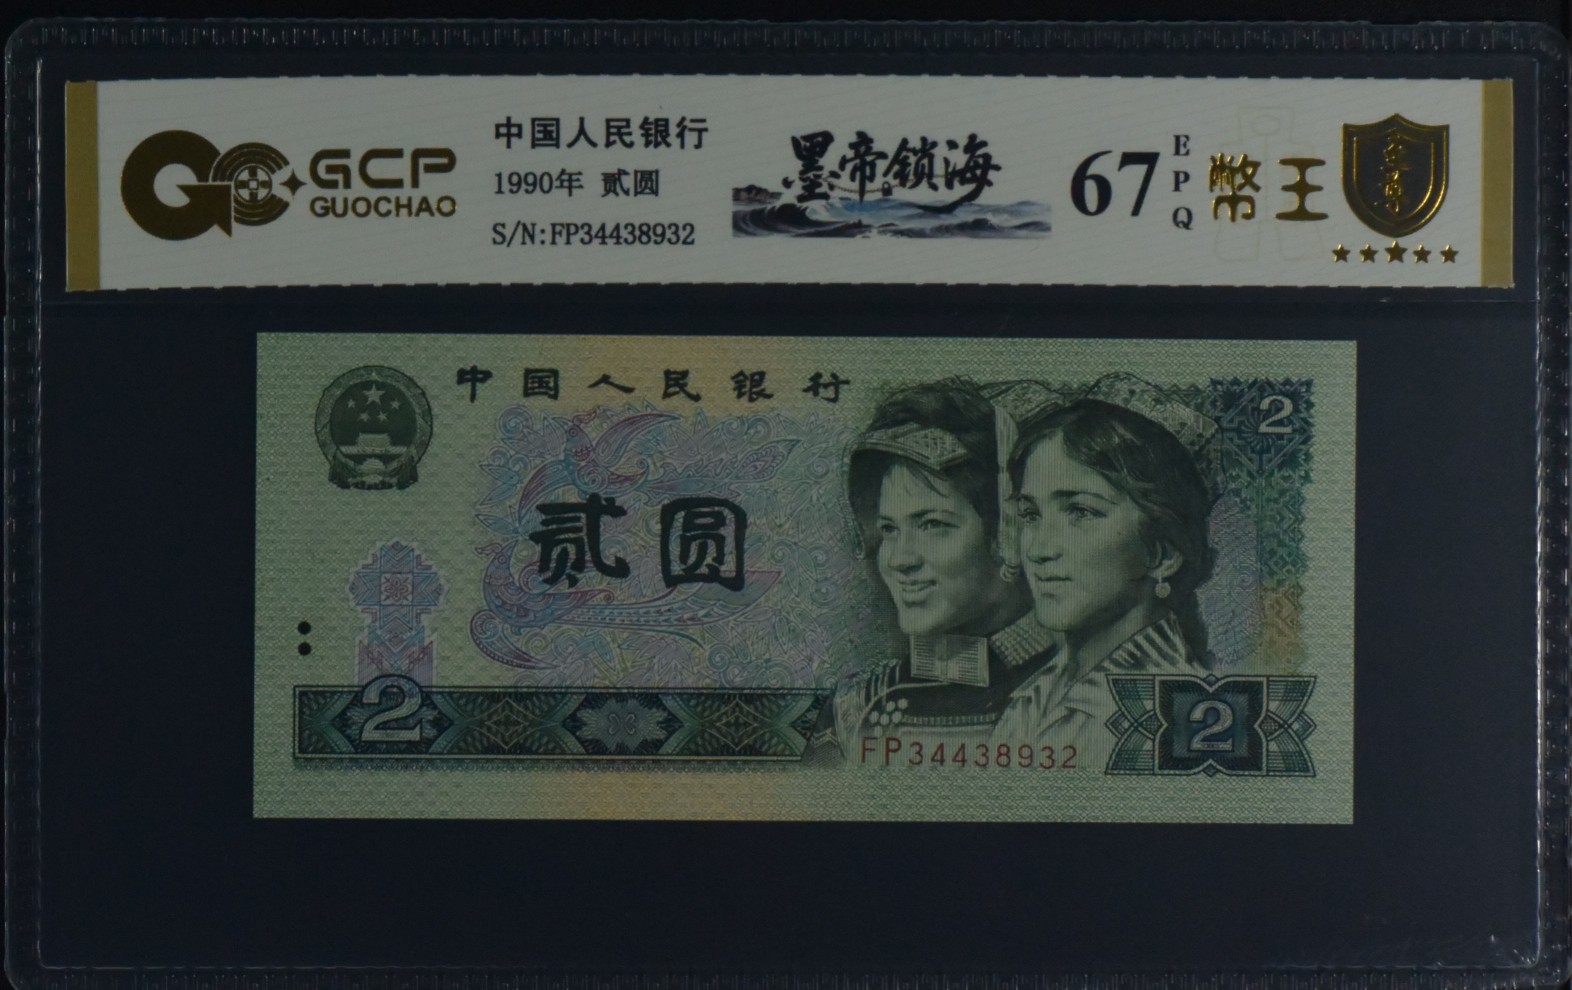 GCP
GUOCHAO
中国人民银行
1990年 贰圆
S/N:FP34438932
墨帝锁海
67
EPQ
幣王
中国人民银行
2
贰圆
2
FP34438932
2